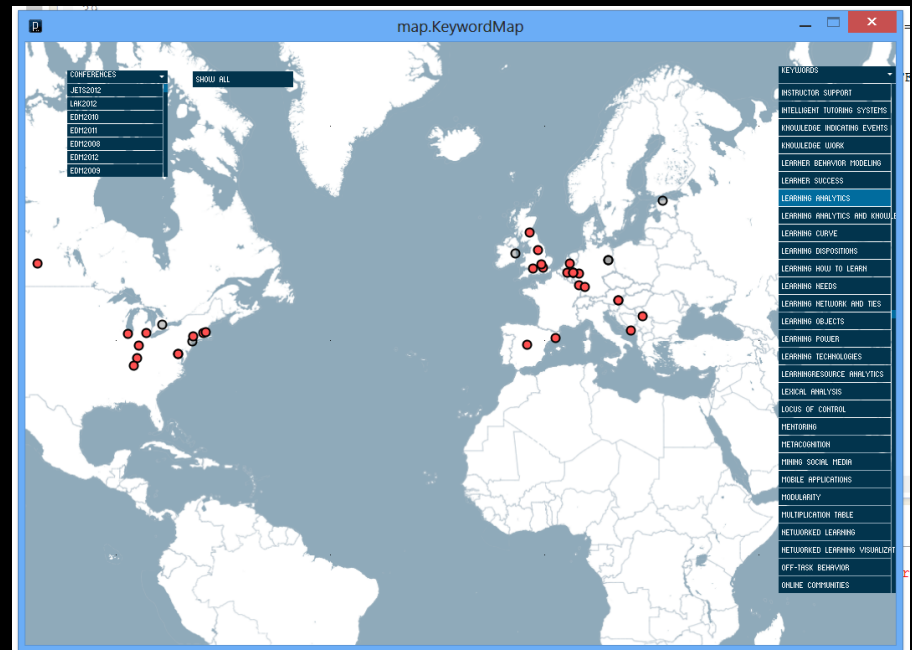 map.KeywordMap
CONFERENCES
JETS2012
LAK2012
EDM2010
EDM2011
EDM2008
EDM2012
EDM2009
SHOW ALL
KEYWORDS
INSTRUCTOR SUPPORT
INTELLIGENT TUTORING SYSTEMS
KNOWLEDGE INDICATING EVENTS
KNOWLEDGE WORK
LEARNER BEHAVIOR MODELING
LEARNER SUCCESS
LEARNING ANALYTICS
LEARNING ANALYTICS AND KNOWLE
LEARNING CURVE
LEARNING DISPOSITIONS
LEARNING HOW TO LEARN
LEARNING NEEDS
LEARNING NETWORK AND TIES
LEARNING OBJECTS
LEARNING POWER
LEARNING TECHNOLOGIES
LEARNINGRESOURCE ANALYTICS
LEXICAL ANALYSIS
LOCUS OF CONTROL
MENTORING
METACOGNITION
MINING SOCIAL MEDIA
MOBILE APPLICATIONS
MODULARITY
MULTIPLICATION TABLE
NETWORKED LEARNING
NETWORKED LEARNING VISUALIZAT
OFF-TASK BEHAVIOR
ONLINE COMMUNITIES